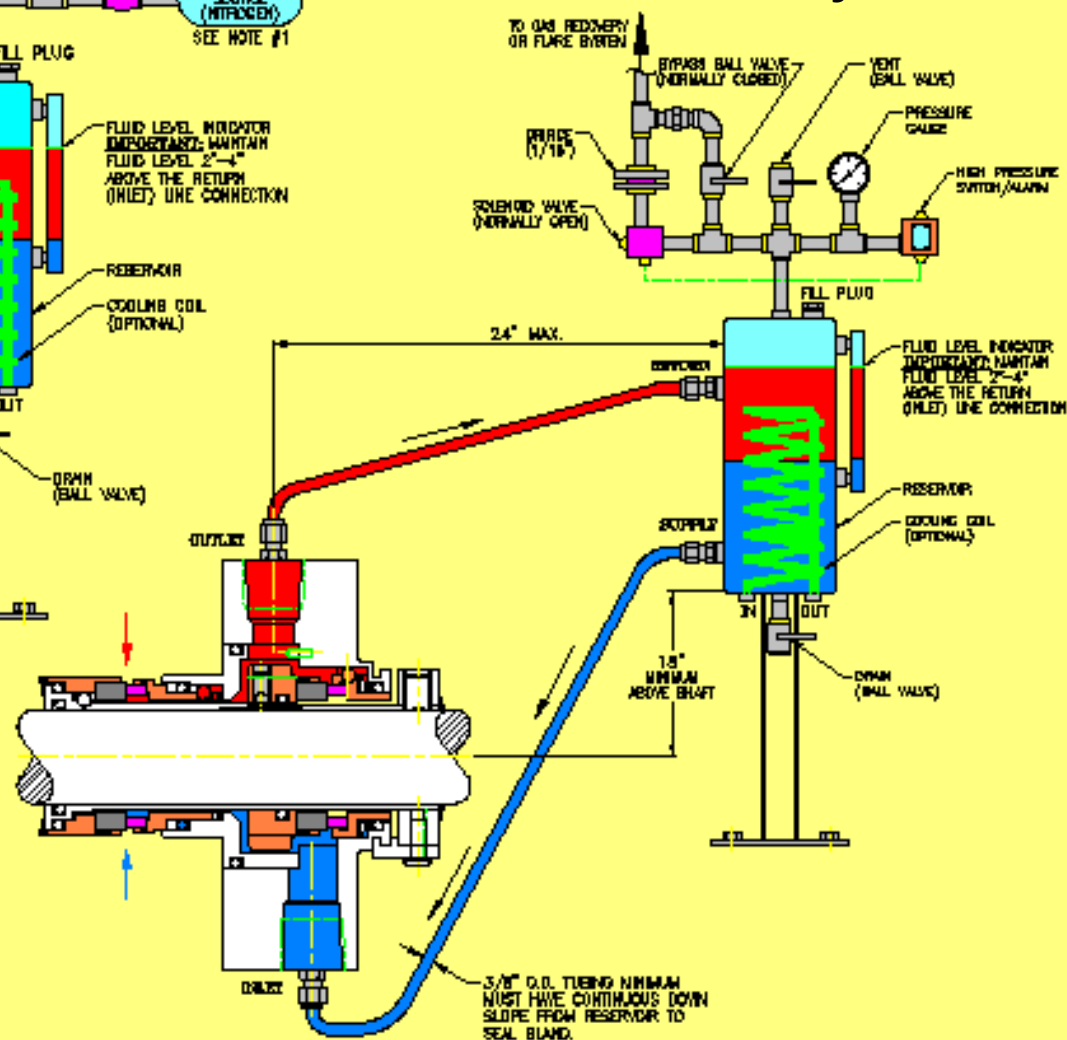 (NITROGEN)
SEE NOTE #1
FILL PLUG
FLUID LEVEL INDICATOR
IMPORTANT: MAINTAIN
FLUID LEVEL 2"-4"
ABOVE THE RETURN
(INLET) LINE CONNECTION
RESERVOIR
COOLING COIL
(OPTIONAL)
OUT
DRAIN
(BALL VALVE)
TO GAS RECOVERY
OR FLARE SYSTEM
BYPASS BALL VALVE
(NORMALLY CLOSED)
VENT
(BALL VALVE)
PRESSURE
GAUGE
ORIFICE
(1/16")
HIGH PRESSURE
SWITCH/ALARM
SOLENOID VALVE
(NORMALLY OPEN)
FILL PLUG
24" MAX.
FLUID LEVEL INDICATOR
IMPORTANT: MAINTAIN
FLUID LEVEL 2"-4"
ABOVE THE RETURN
(INLET) LINE CONNECTION
RESERVOIR
COOLING COIL
(OPTIONAL)
SUPPLY
OUTLET
IN OUT
18"
MINIMUM
ABOVE SHAFT
DRAIN
(BALL VALVE)
INLET
3/8" O.D. TUBING MINIMUM
MUST HAVE CONTINUOUS DOWN
SLOPE FROM RESERVOIR TO
SEAL GLAND.